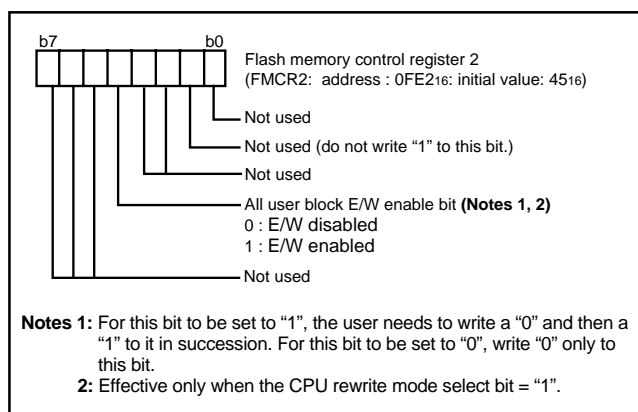 b7 b0
Flash memory control register 2
(FMCR2: address : 0FE216: initial value: 4516)
Not used
Not used (do not write “1” to this bit.)
Not used
All user block E/W enable bit (Notes 1, 2)
0 : E/W disabled
1 : E/W enabled
Not used
Notes 1: For this bit to be set to “1”, the user needs to write a “0” and then a
“1” to it in succession. For this bit to be set to “0”, write “0” only to
this bit.
2: Effective only when the CPU rewrite mode select bit = “1”.